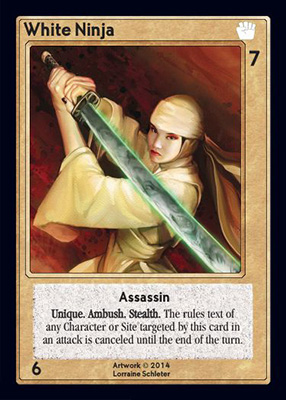 White Ninja
7
Assassin
Unique. Ambush. Stealth. The rules text of
any Character or Site targeted by this card in
an attack is canceled until the end of the turn.
6
Artwork © 2014
Lorraine Schleter